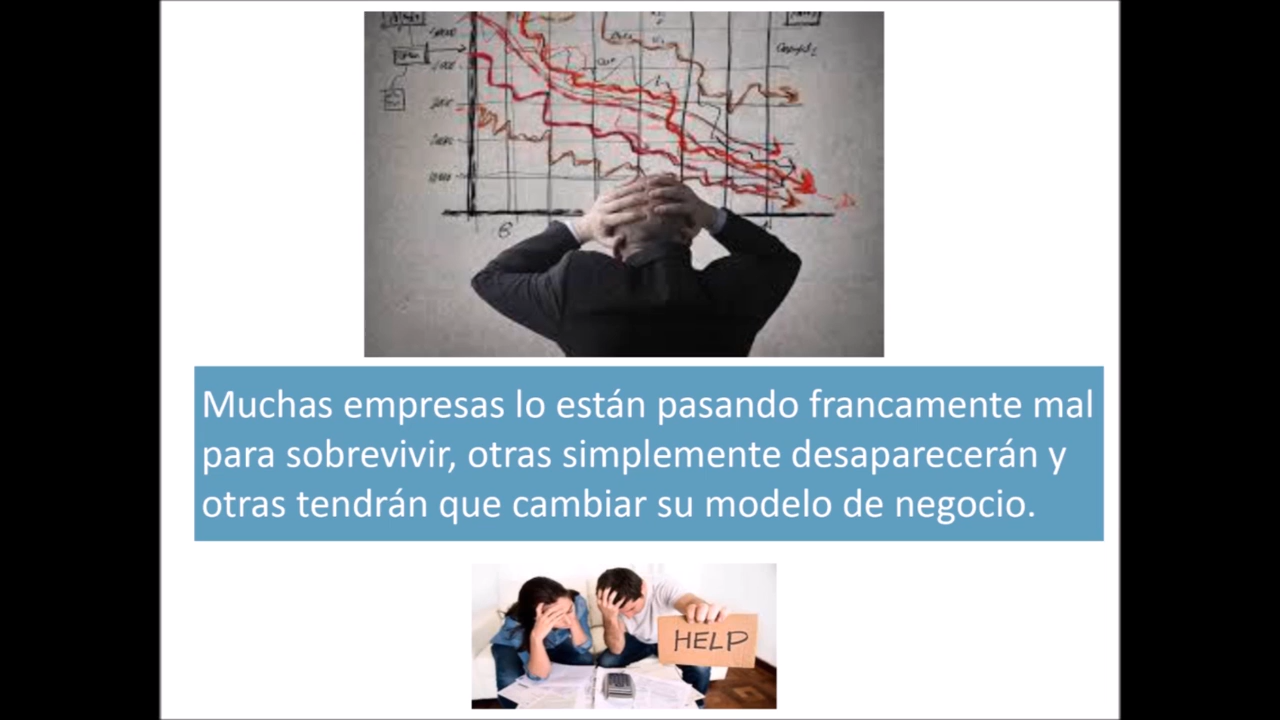 Muchas empresas lo están pasando francamente mal
para sobrevivir, otras simplemente desaparecerán y
otras tendrán que cambiar su modelo de negocio.
HELP